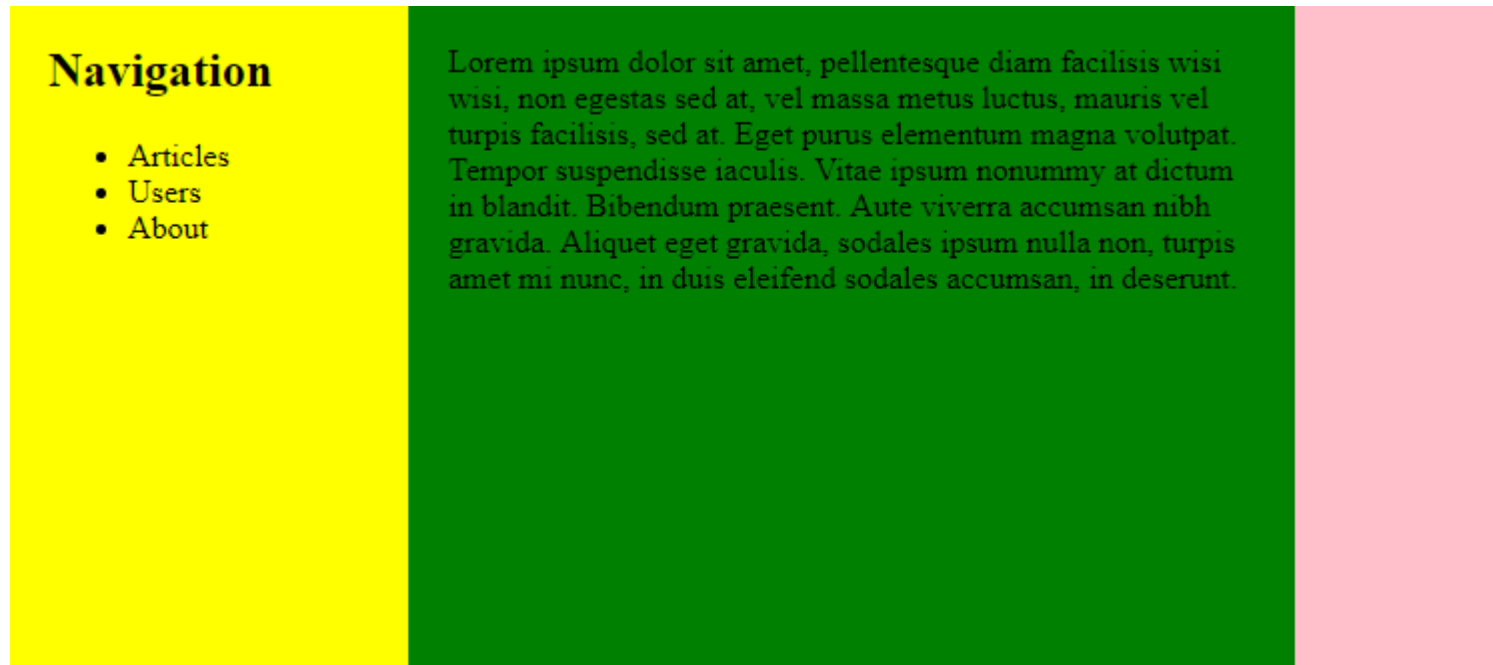 Navigation
Articles
Users
About
Lorem ipsum dolor sit amet, pellentesque diam facilisis wisi
wisi, non egestas sed at, vel massa metus luctus, mauris vel
turpis facilisis, sed at. Eget purus elementum magna volutpat.
Tempor suspendisse iaculis. Vitae ipsum nonummy at dictum
in blandit. Bibendum praesent. Aute viverra accumsan nibh
gravida. Aliquet eget gravida, sodales ipsum nulla non, turpis
amet mi nunc, in duis eleifend sodales accumsan, in deserunt.